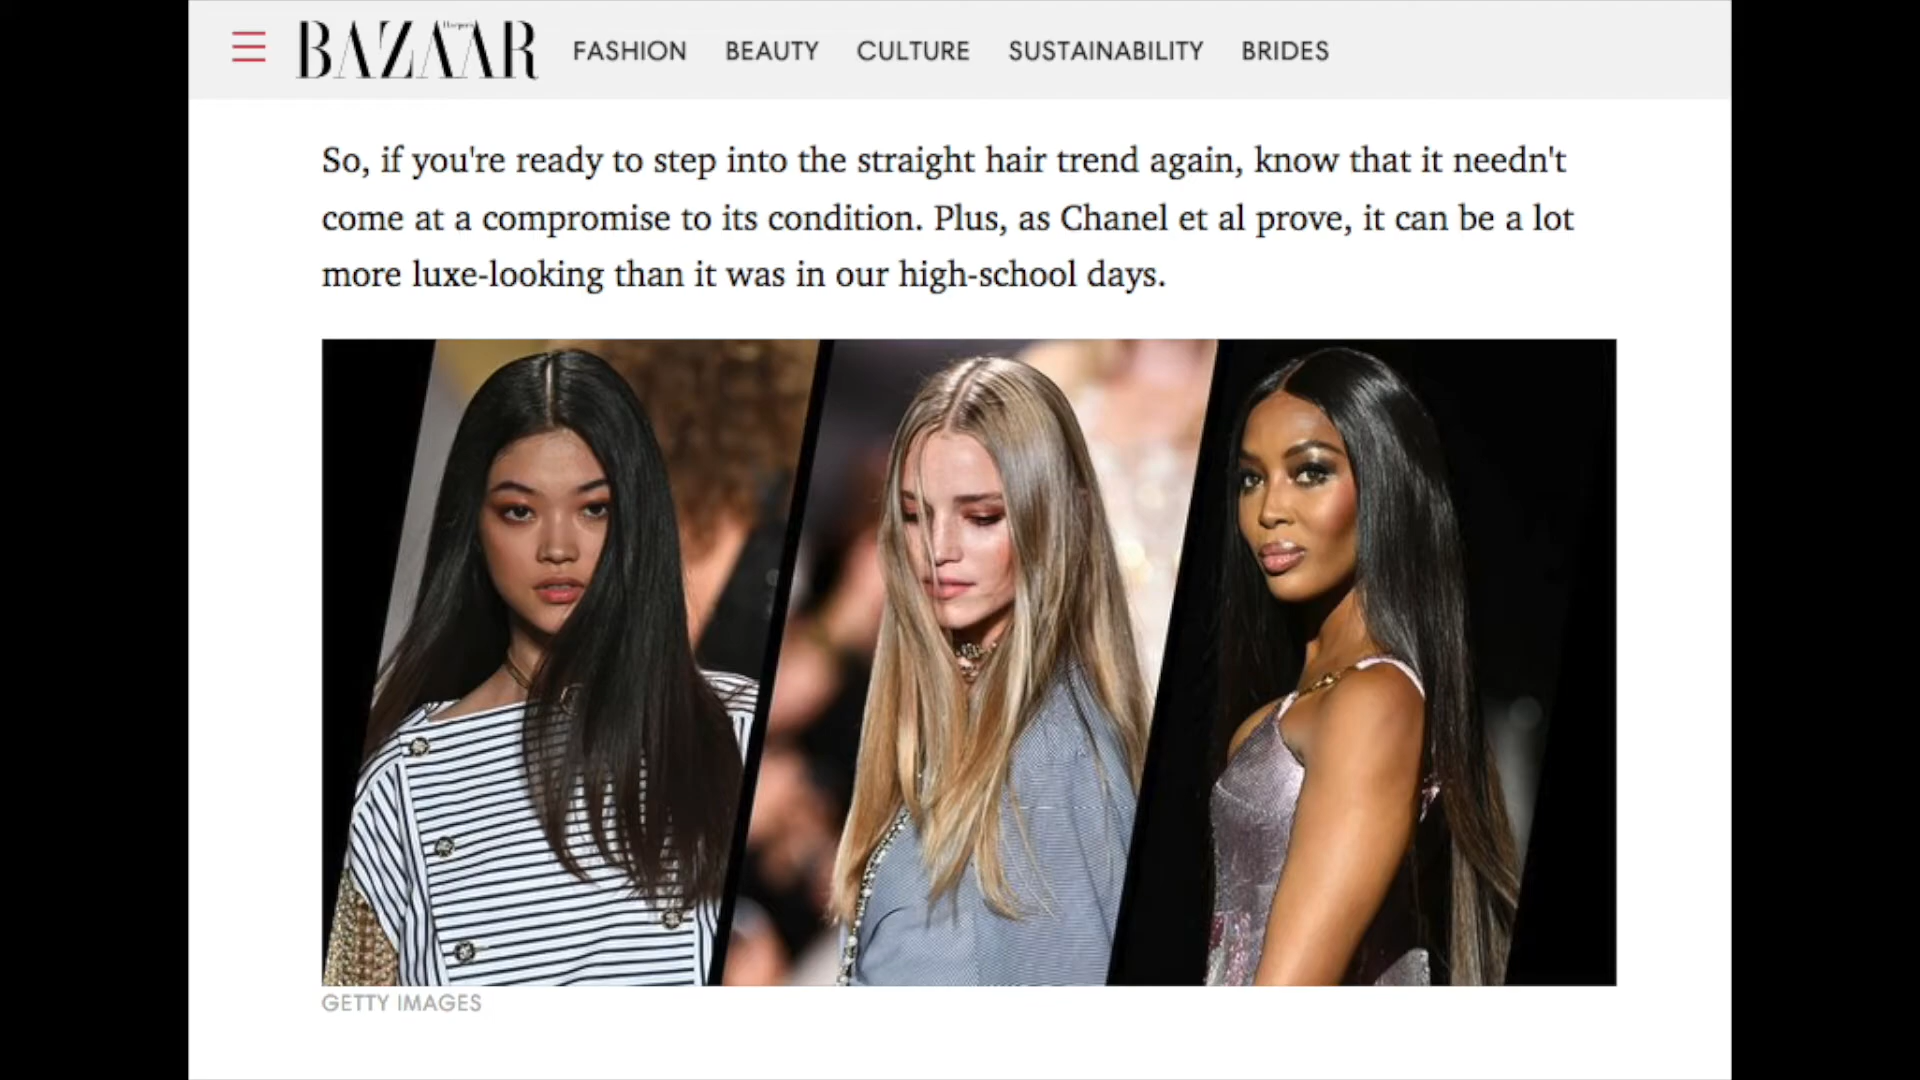 Harper's
BAZAAR FASHION BEAUTY CULTURE SUSTAINABILITY BRIDES
So, if you're ready to step into the straight hair trend again, know that it needn't
come at a compromise to its condition. Plus, as Chanel et al prove, it can be a lot
more luxe-looking than it was in our high-school days.
GETTY IMAGES